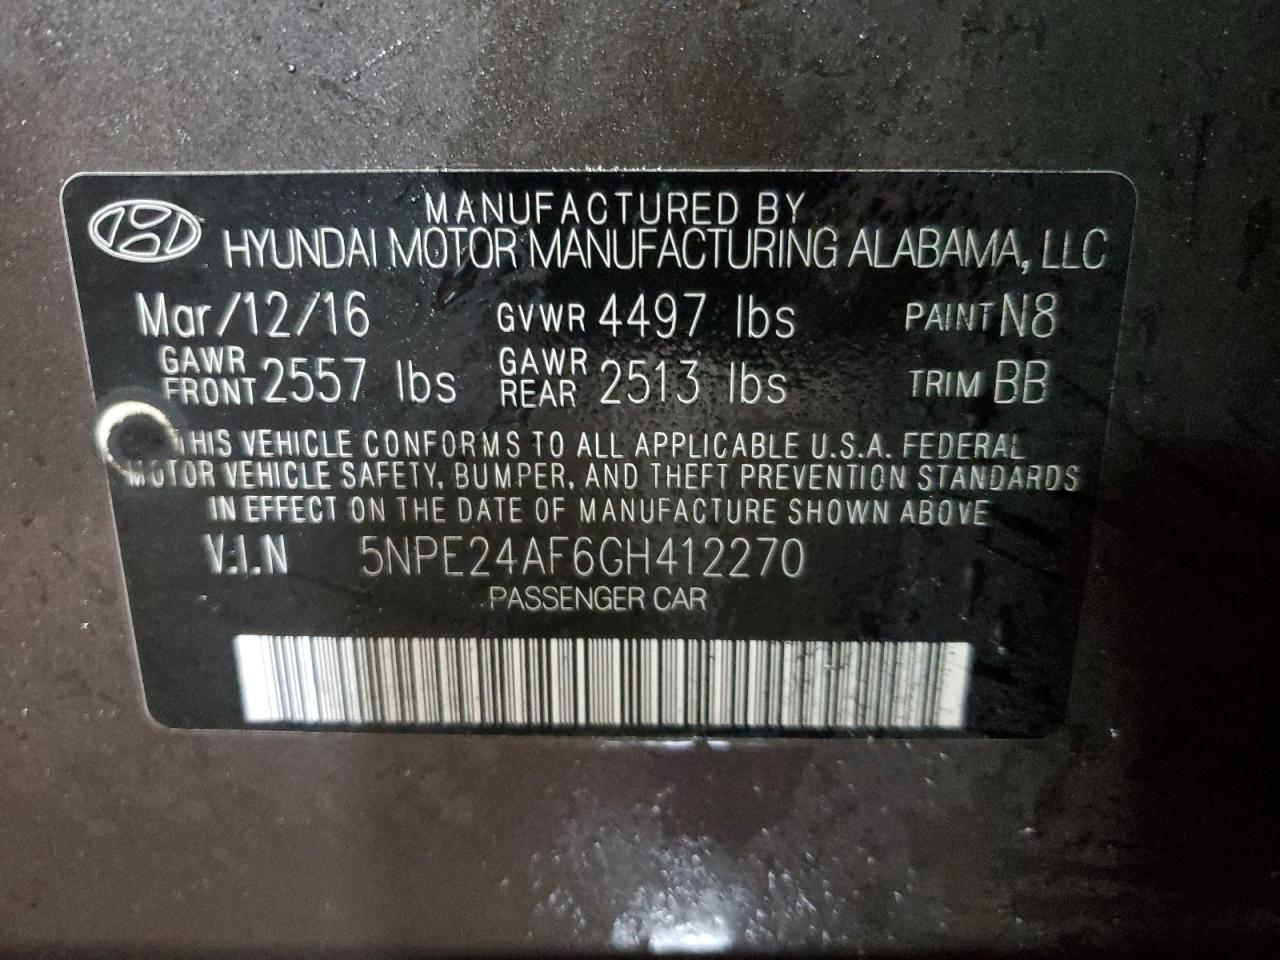 MANUFACTURED BY
HYUNDAI MOTOR MANUFACTURING ALABAMA, LLC
Mar/12/16 GVWR 4497 lbs PAINT N8
GAWR FRONT 2557 lbs GAWR REAR 2513 lbs TRIM BB
THIS VEHICLE CONFORMS TO ALL APPLICABLE U.S.A. FEDERAL
MOTOR VEHICLE SAFETY, BUMPER, AND THEFT PREVENTION STANDARDS
IN EFFECT ON THE DATE OF MANUFACTURE SHOWN ABOVE
V.I.N 5NPE24AF6GH412270
PASSENGER CAR